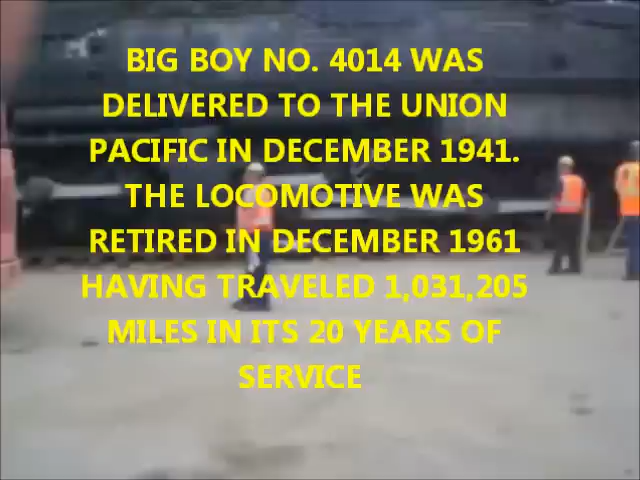 BIG BOY NO. 4014 WAS
DELIVERED TO THE UNION
PACIFIC IN DECEMBER 1941.
THE LOCOMOTIVE WAS
RETIRED IN DECEMBER 1961
HAVING TRAVELED 1,031,205
MILES IN ITS 20 YEARS OF
SERVICE